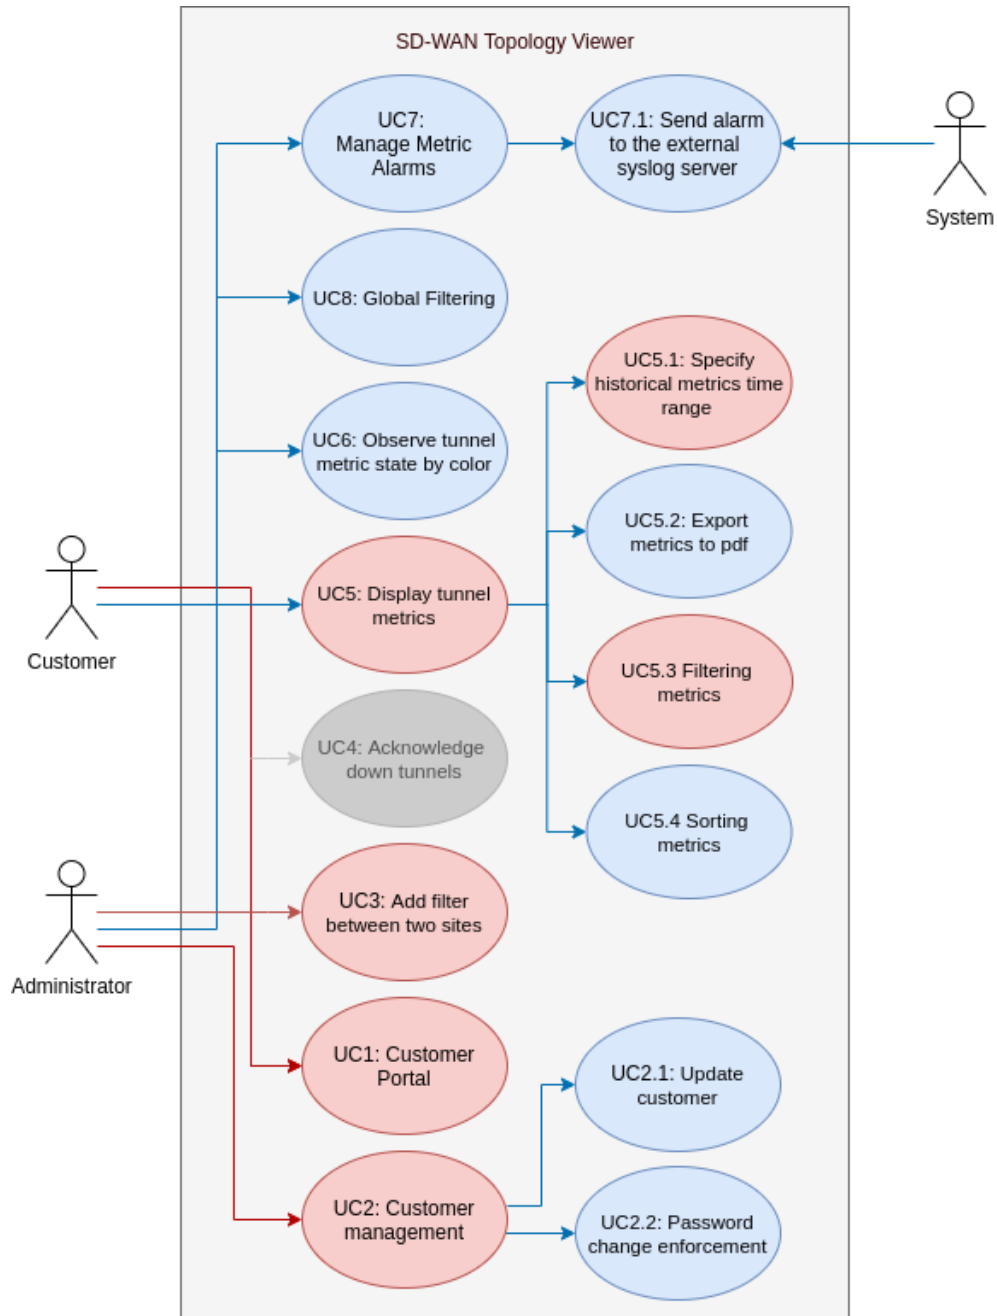 SD-WAN Topology Viewer
UC7:
Manage Metric
Alarms
UC7.1: Send alarm
to the external
syslog server
System
UC8: Global Filtering
UC5.1: Specify
historical metrics time
range
UC6: Observe tunnel
metric state by color
UC5.2: Export
metrics to pdf
Customer
UC5: Display tunnel
metrics
UC5.3 Filtering
metrics
UC4: Acknowledge
down tunnels
UC5.4 Sorting
metrics
Administrator
UC3: Add filter
between two sites
UC1: Customer
Portal
UC2.1: Update
customer
UC2: Customer
management
UC2.2: Password
change enforcement